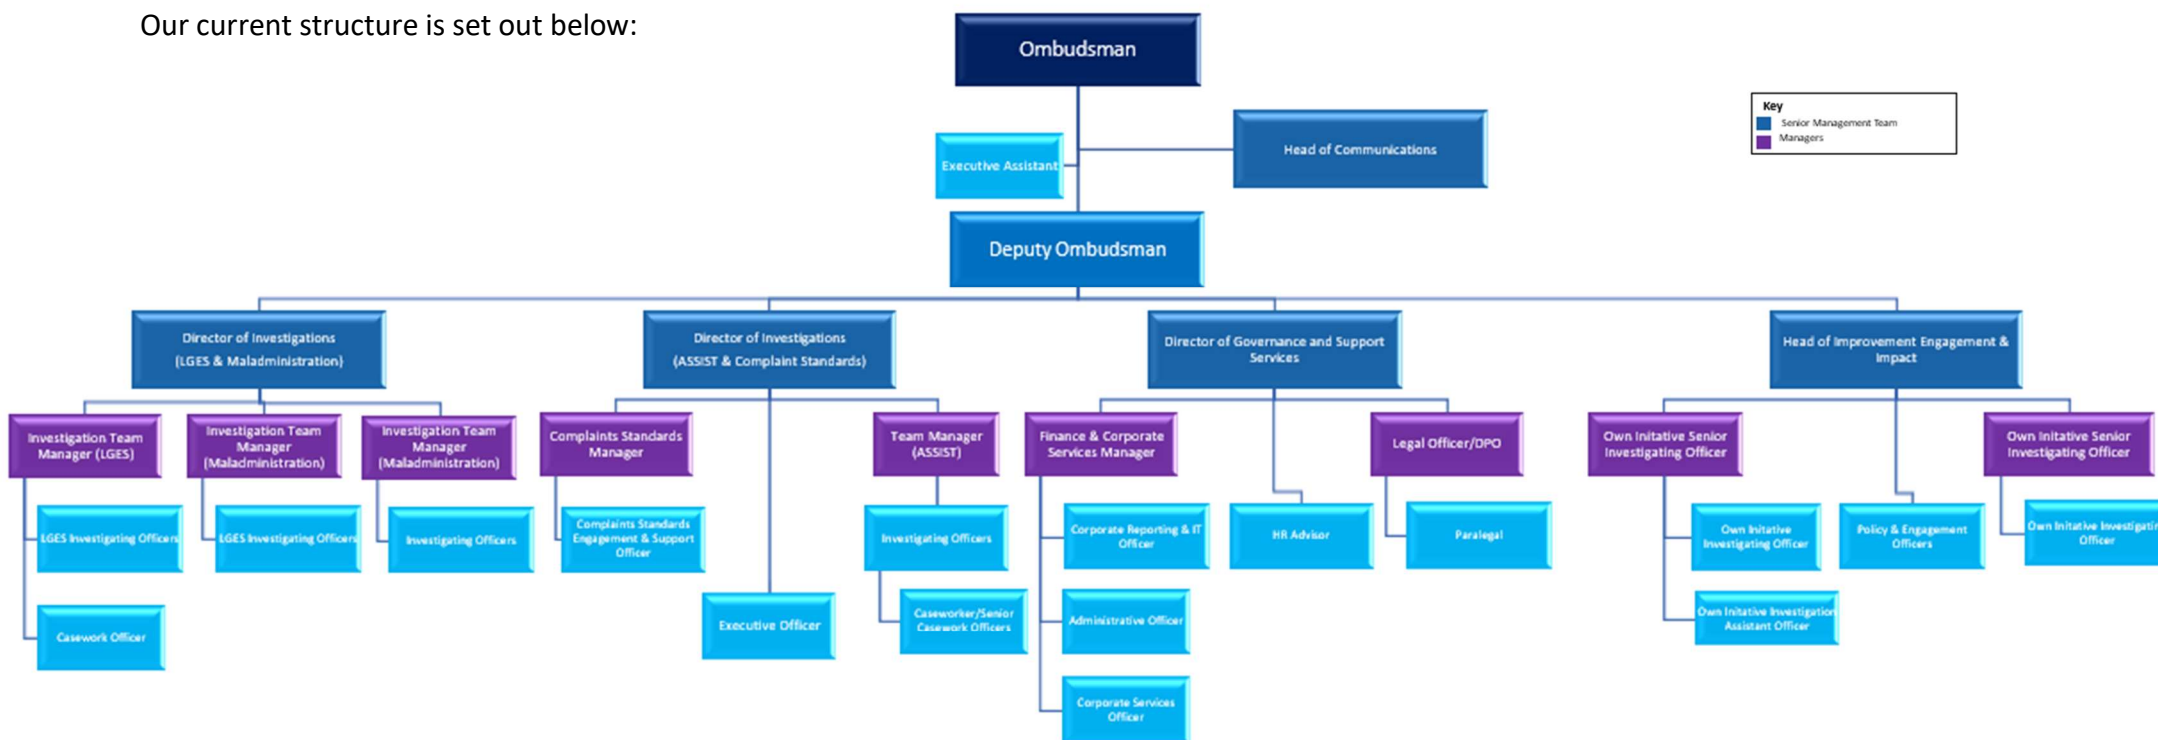 Our current structure is set out below:
Ombudsman
Key
Senior Management Team
Managers
Head of Communications
Executive Assistant
Deputy Ombudsman
Director of Investigations
(LGES & Maladministration)
Director of Investigations
(ASSIST & Complaint Standards)
Director of Governance and Support
Services
Head of Improvement Engagement &
Impact
Investigation Team
Manager (LGES)
Investigation Team
Manager
(Maladministration)
Investigation Team
Manager
(Maladministration)
Complaints Standards
Manager
Team Manager
(ASSIST)
Finance & Corporate
Services Manager
Legal Officer/DPO
Own Initative Senior
Investigating Officer
Own Initative Senior
Investigating Officer
LGES Investigating Officers
LGES Investigating Officers
Investigating Officers
Complaints Standards
Engagement & Support
Officer
Investigating Officers
Corporate Reporting & IT
Officer
HR Advisor
Paralegal
Own Initative
Investigating Officer
Policy & Engagement
Officers
Own Initative Investigating
Officer
Casework Officer
Executive Officer
Caseworker/Senior
Casework Officers
Administrative Officer
Own Initative Investigation
Assistant Officer
Corporate Services
Officer